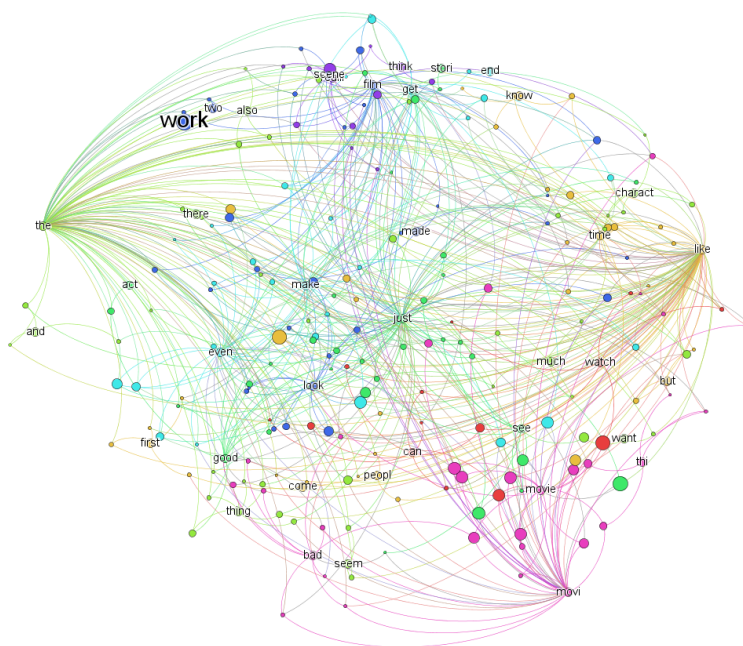 think
stori
end
scene
film
get
know
two
also
work
charact
there
the
made
time
like
act
make
just
and
even
much
watch
look
but
see
want
first
can
good
thi
come
peopl
movie
thing
bad
seem
movi